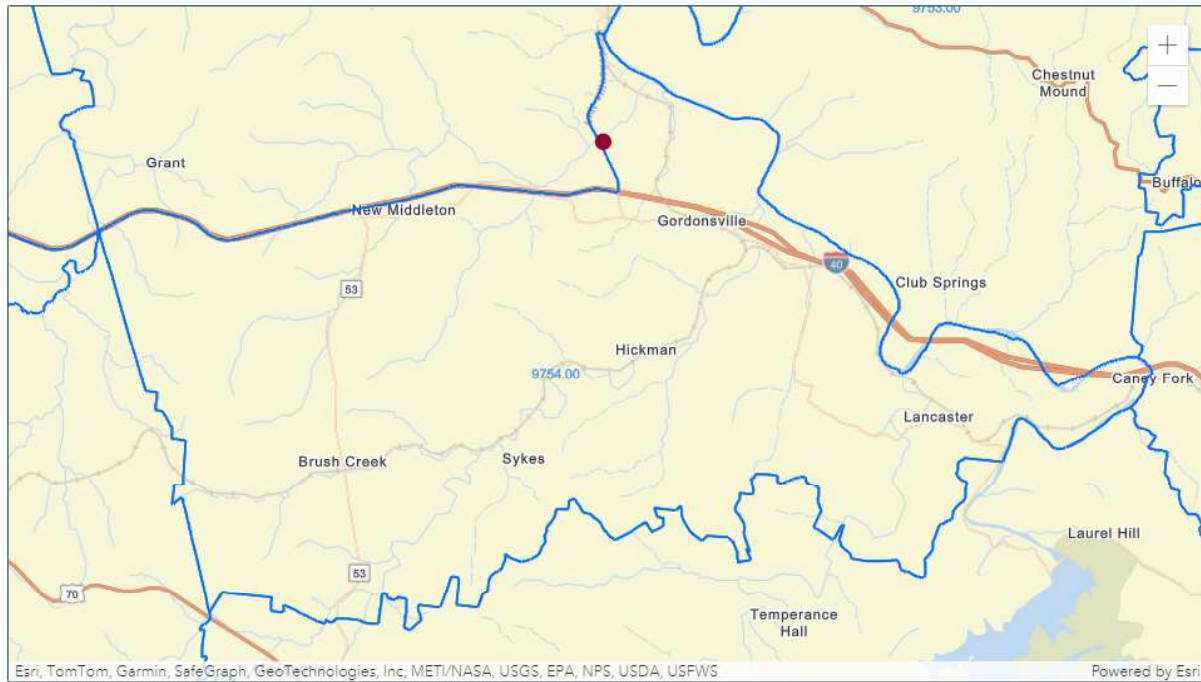 9753.00
+
Chestnut
Mound
−
Grant
Buffalo
New Middleton
Gordonsville
40
Club Springs
53
Hickman
9754.00
Caney Fork
Lancaster
Brush Creek
Sykes
Laurel Hill
53
70
Temperance
Hall
Esri, TomTom, Garmin, SafeGraph, GeoTechnologies, Inc, METI/NASA, USGS, EPA, NPS, USDA, USFWS
Powered by Esri